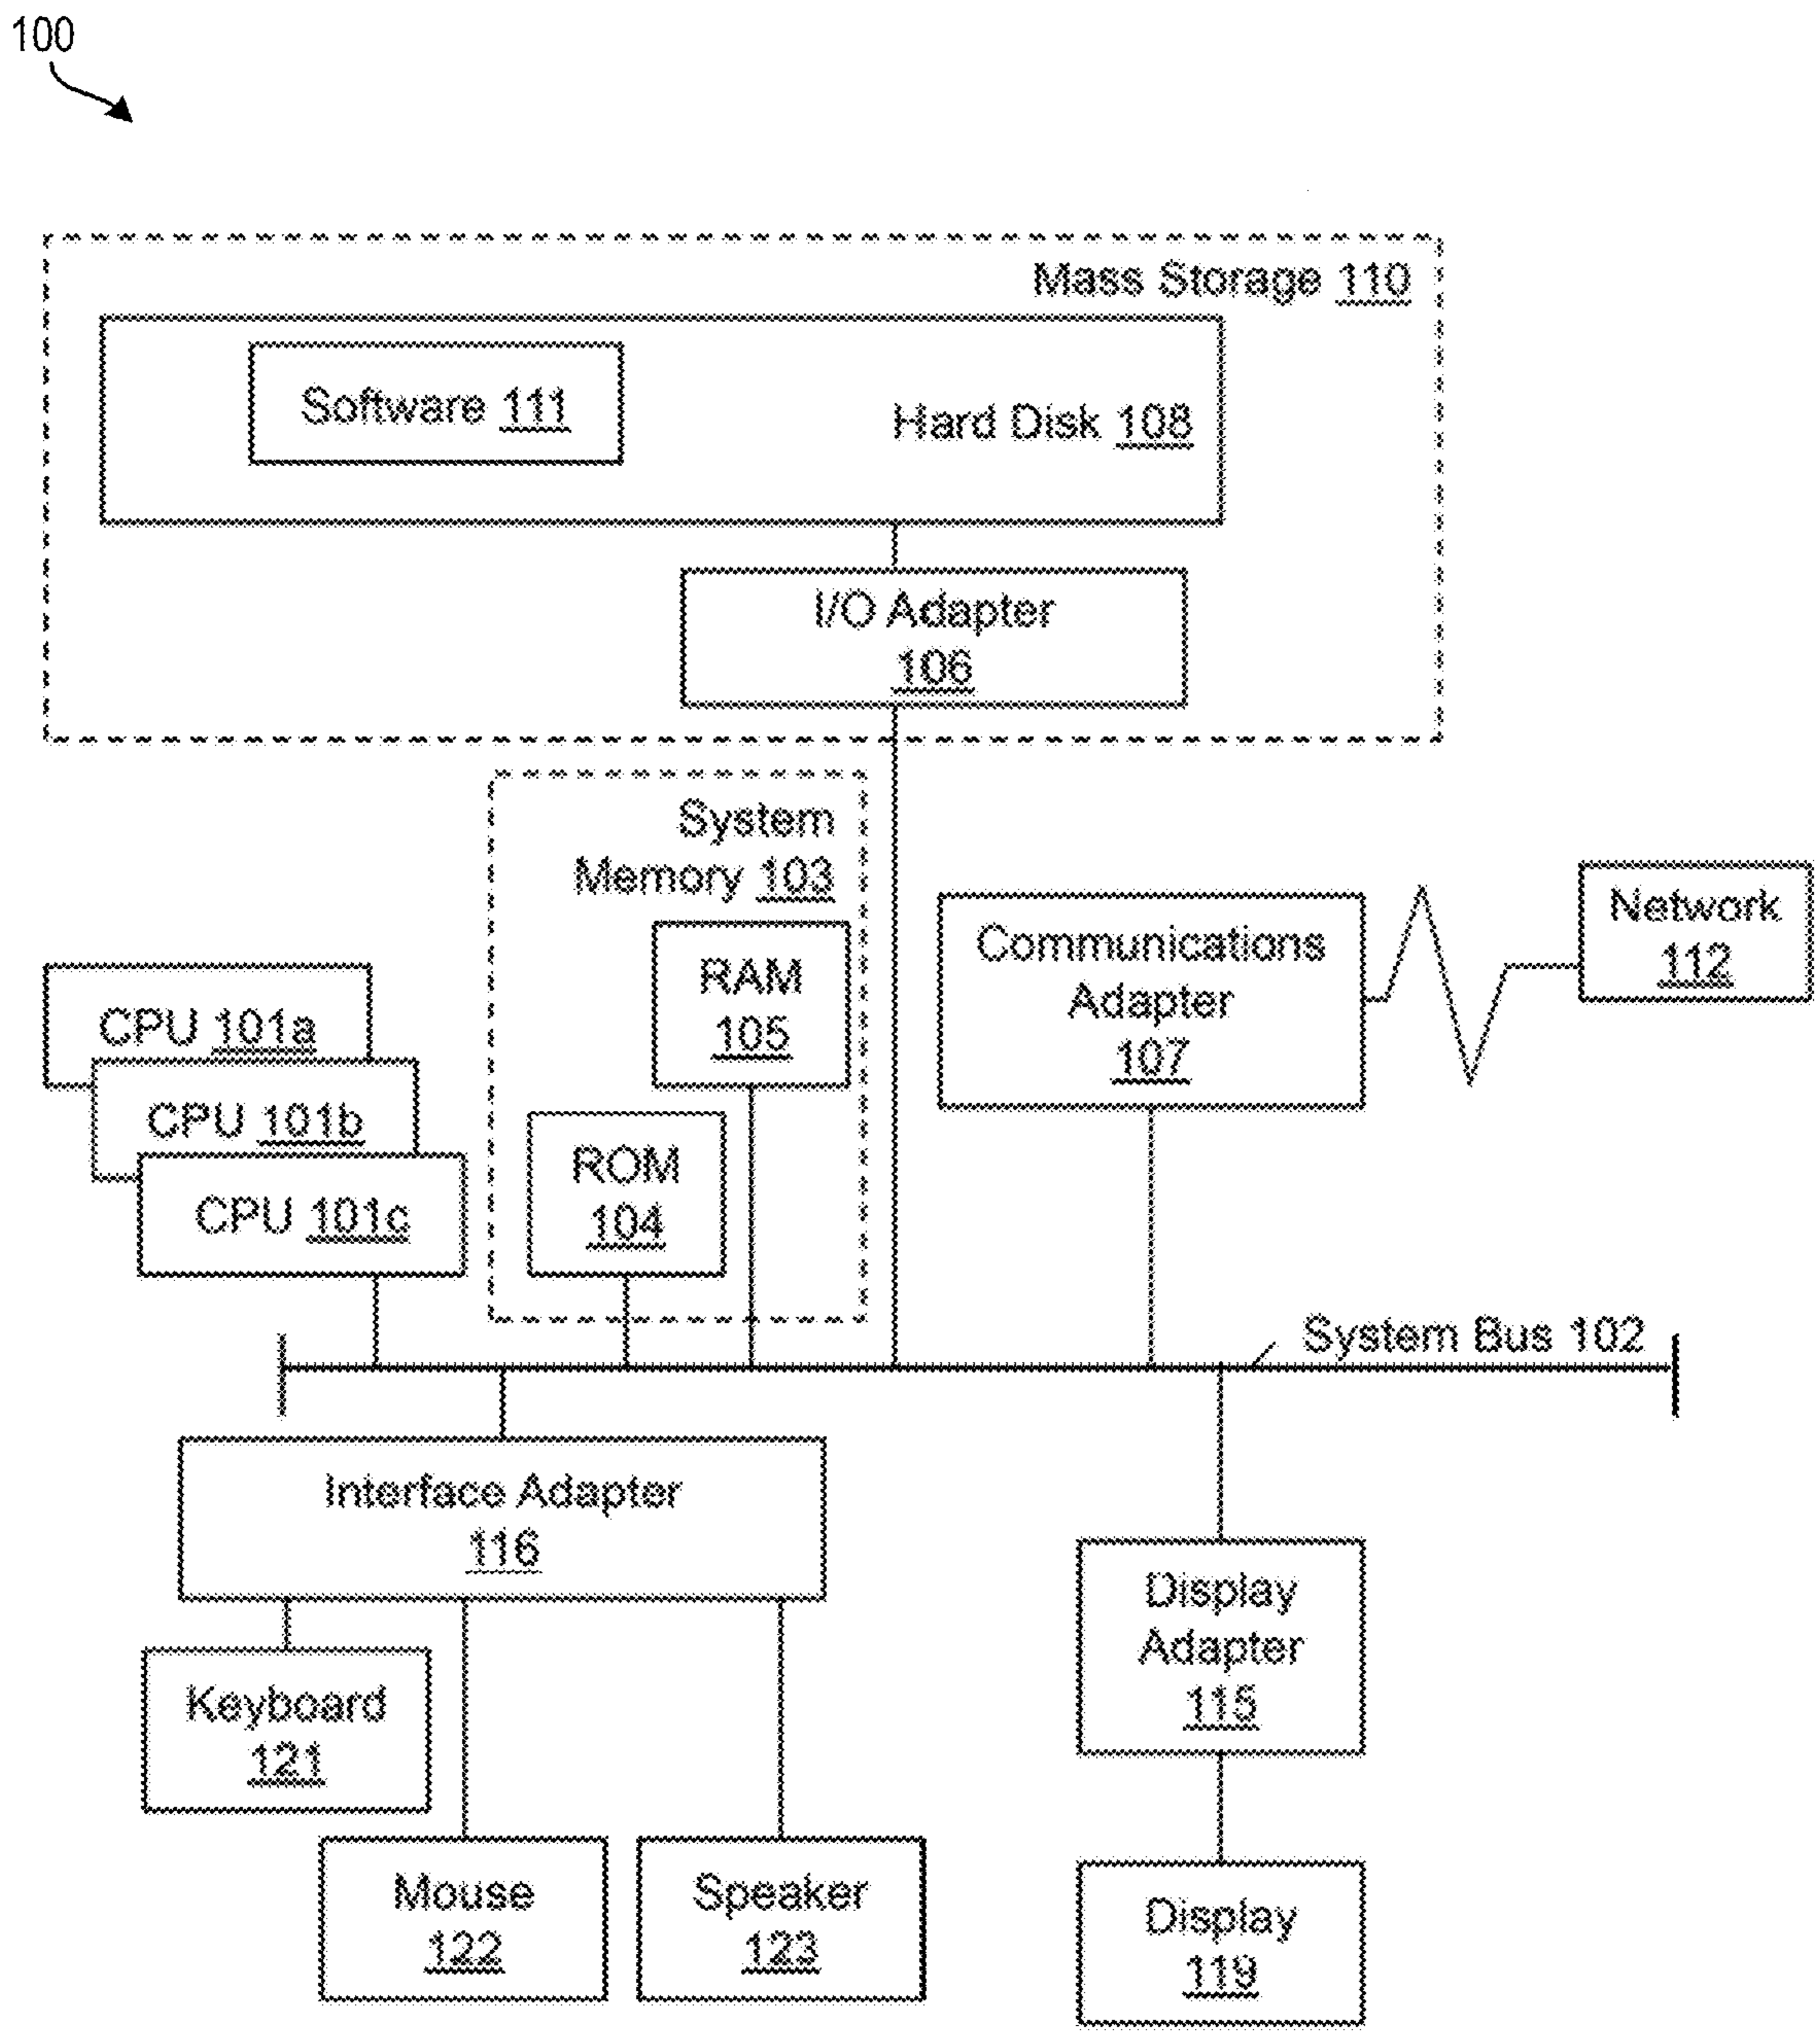 100
Mass Storage 110
Software 111
Hard Disk 108
I/O Adapter
106
System
Memory 103
RAM
105
ROM
104
Communications
Adapter
107
Network
112
CPU 101a
CPU 101b
CPU 101c
System Bus 102
Interface Adapter
116
Keyboard
121
Mouse
122
Speaker
123
Display
Adapter
115
Display
119